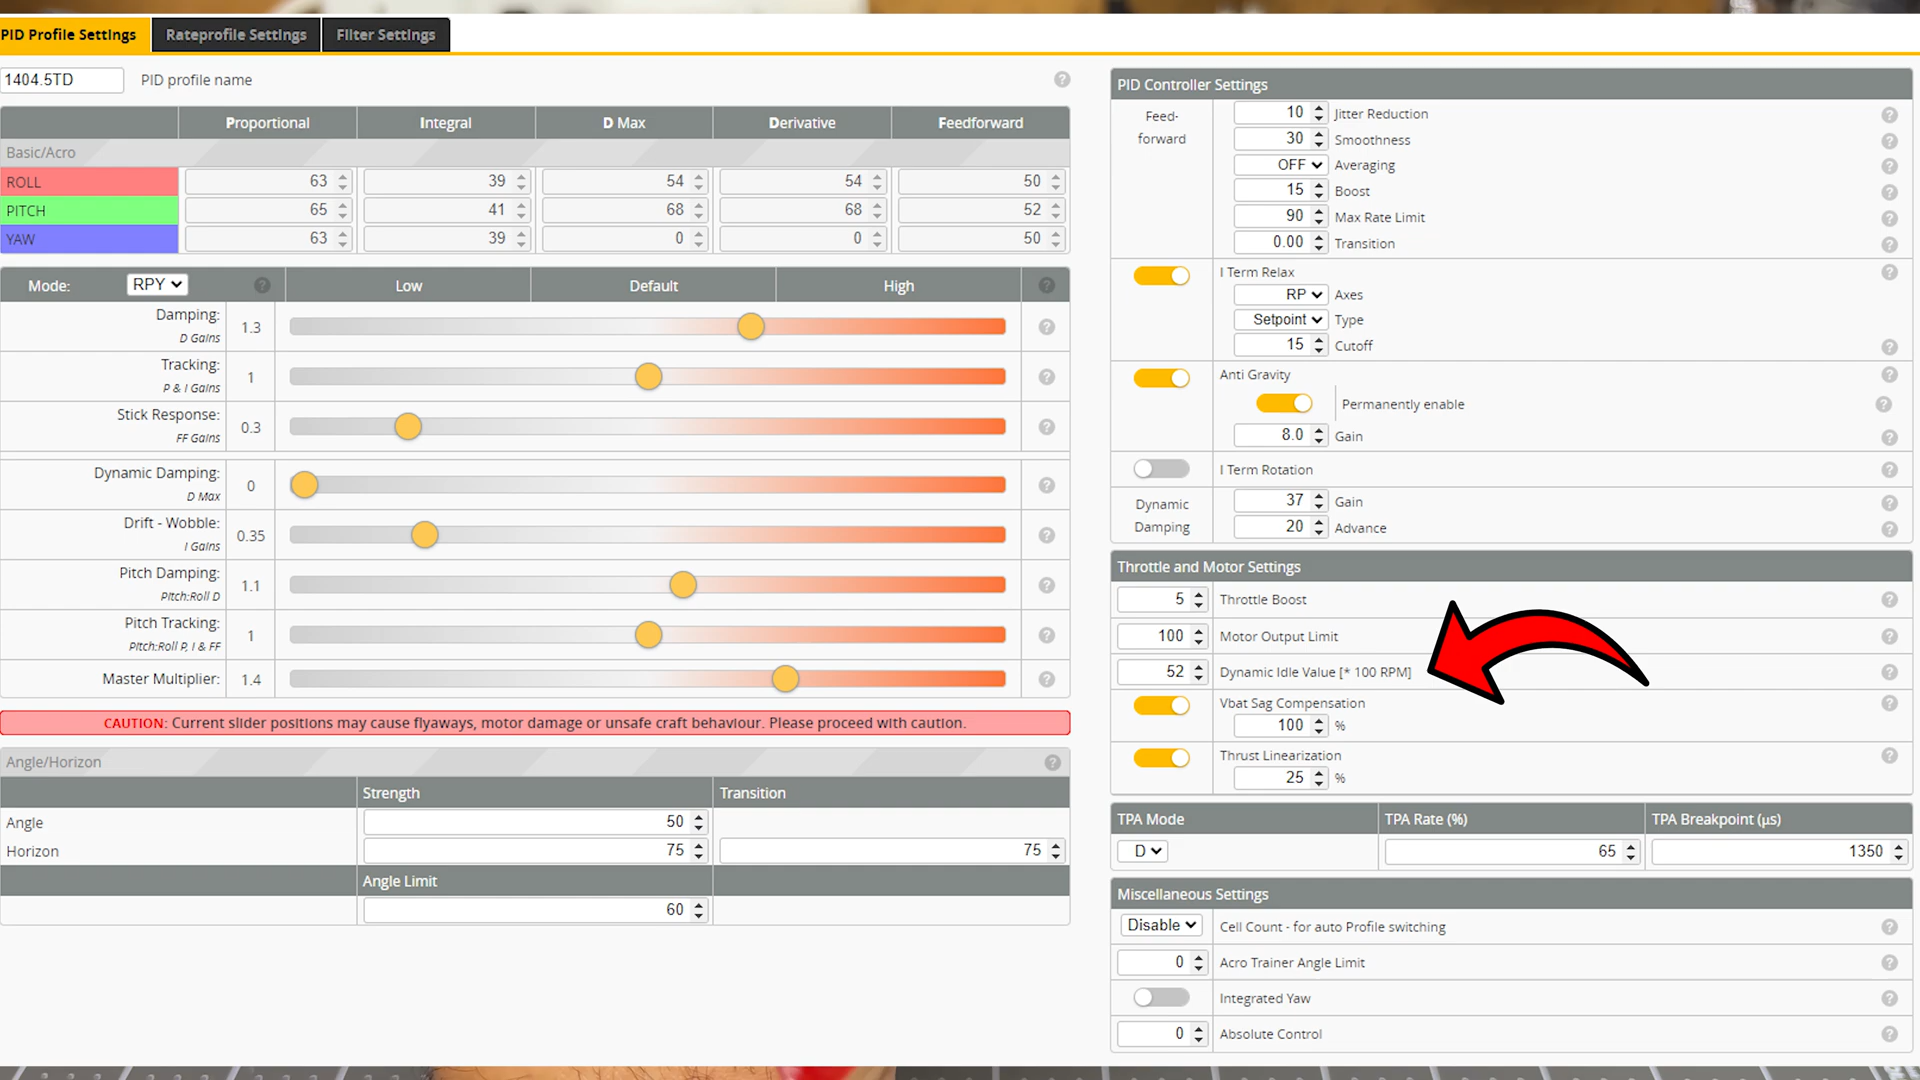 PID Profile Settings
Rateprofile Settings
Filter Settings
1404.5TD
PID profile name
Proportional Integral D Max Derivative Feedforward
Basic/Acro
ROLL 63 39 54 54 50
PITCH 65 41 68 68 52
YAW 63 39 0 0 50
Mode: RPY Low Default High
Damping:
D Gains
1.3
Tracking:
P & I Gains
1
Stick Response:
FF Gains
0.3
Dynamic Damping:
D Max
0
Drift - Wobble:
I Gains
0.35
Pitch Damping:
Pitch:Roll D
1.1
Pitch Tracking:
Pitch:Roll P, I & FF
1
Master Multiplier: 1.4
CAUTION: Current slider positions may cause flyaways, motor damage or unsafe craft behaviour. Please proceed with caution.
Angle/Horizon
Strength Transition
Angle 50
Horizon 75 75
Angle Limit
60
PID Controller Settings
Feed-
forward
10 Jitter Reduction
30 Smoothness
OFF Averaging
15 Boost
90 Max Rate Limit
0.00 Transition
I Term Relax
RP Axes
Setpoint Type
15 Cutoff
Anti Gravity
Permanently enable
8.0 Gain
I Term Rotation
Dynamic
Damping
37 Gain
20 Advance
Throttle and Motor Settings
5 Throttle Boost
100 Motor Output Limit
52 Dynamic Idle Value [* 100 RPM]
Vbat Sag Compensation
100 %
Thrust Linearization
25 %
TPA Mode TPA Rate (%) TPA Breakpoint (μs)
D 65 1350
Miscellaneous Settings
Disable Cell Count - for auto Profile switching
0 Acro Trainer Angle Limit
Integrated Yaw
0 Absolute Control